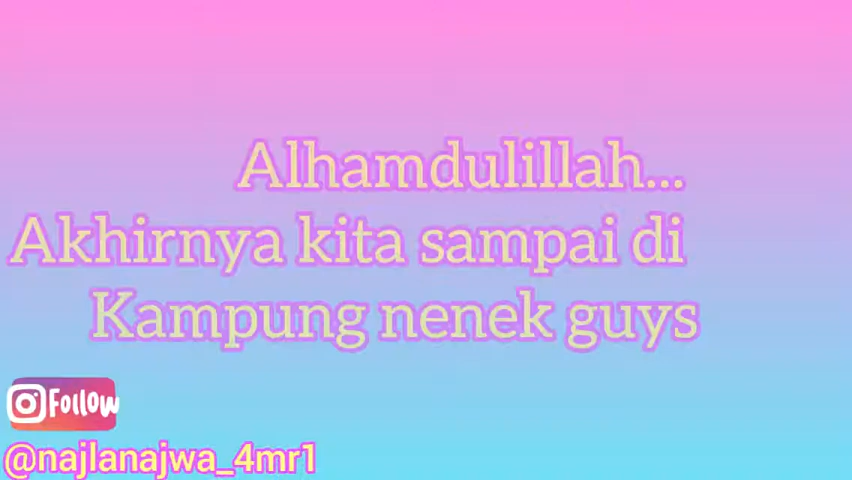 Alhamdulillah...
Akhirnya kita sampai di
Kampung nenek guys
Follow
@najlanajwa_4mr1